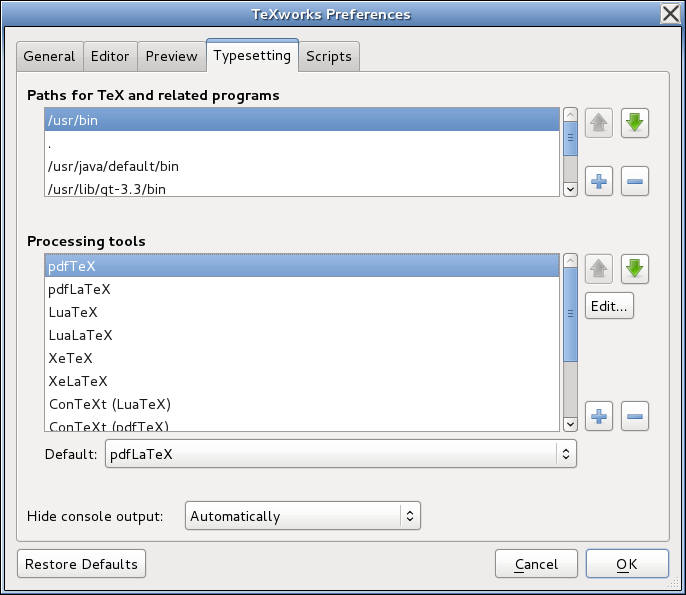 TeXworks Preferences
General Editor Preview Typesetting Scripts
Paths for TeX and related programs
/usr/bin
.
/usr/java/default/bin
/usr/lib/qt-3.3/bin
Processing tools
pdfTeX
pdfLaTeX
LuaTeX
LuaLaTeX
XeTeX
XeLaTeX
ConTeXt (LuaTeX)
ConTeXt (pdfTeX)
Edit...
Default: pdfLaTeX
Hide console output: Automatically
Restore Defaults Cancel OK